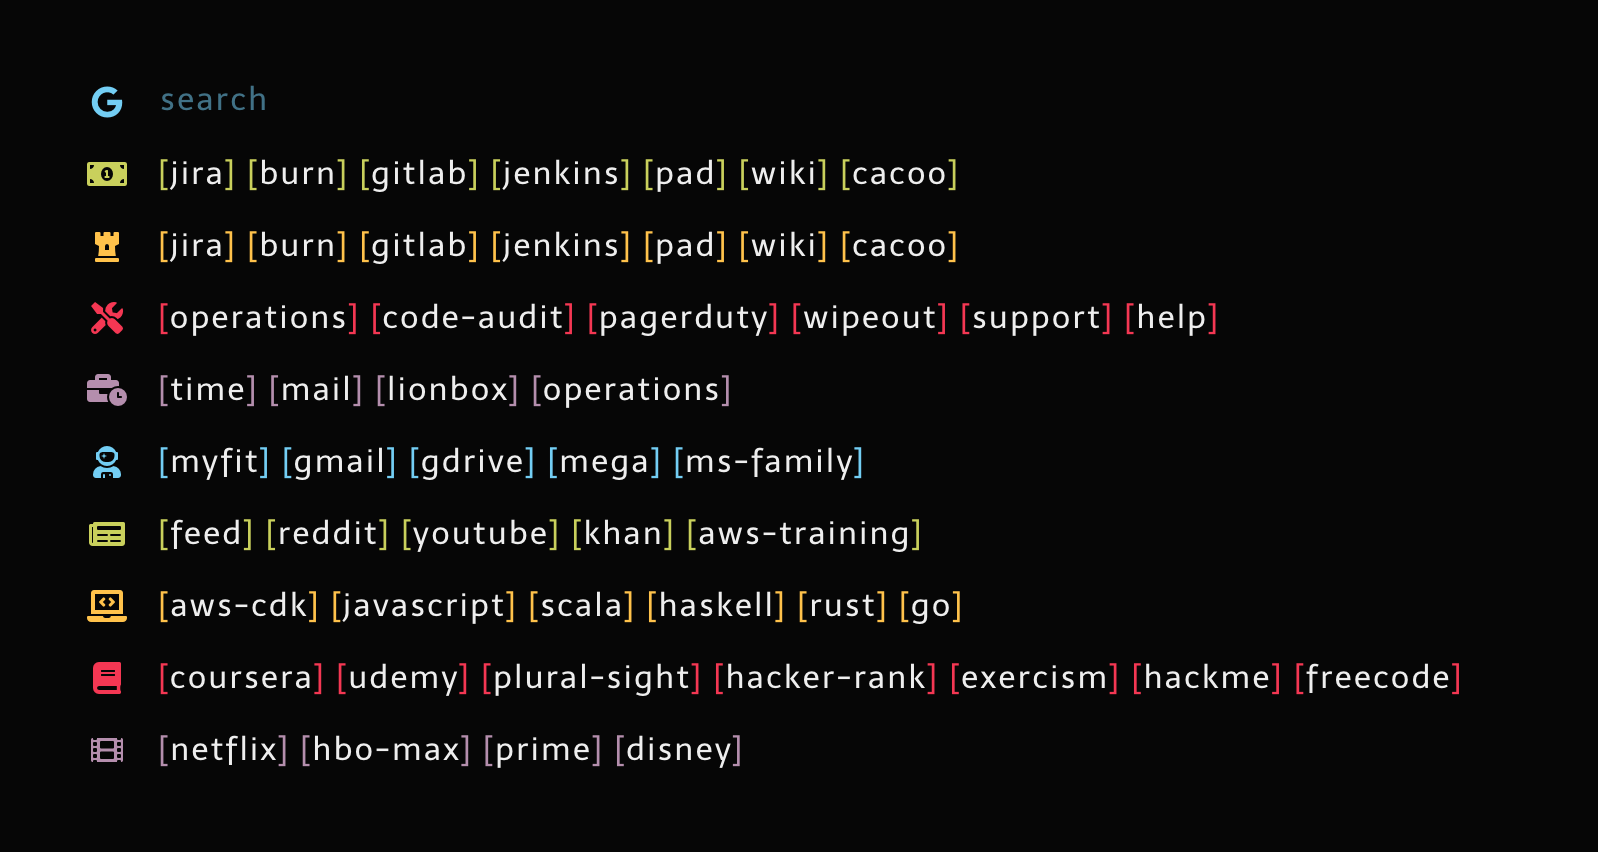 search
[jira] [burn] [gitlab] [jenkins] [pad] [wiki] [cacoo]
[jira] [burn] [gitlab] [jenkins] [pad] [wiki] [cacoo]
[operations] [code-audit] [pagerduty] [wipeout] [support] [help]
[time] [mail] [lionbox] [operations]
[myfit] [gmail] [gdrive] [mega] [ms-family]
[feed] [reddit] [youtube] [khan] [aws-training]
[aws-cdk] [javascript] [scala] [haskell] [rust] [go]
[coursera] [udemy] [plural-sight] [hacker-rank] [exercism] [hackme] [freecode]
[netflix] [hbo-max] [prime] [disney]